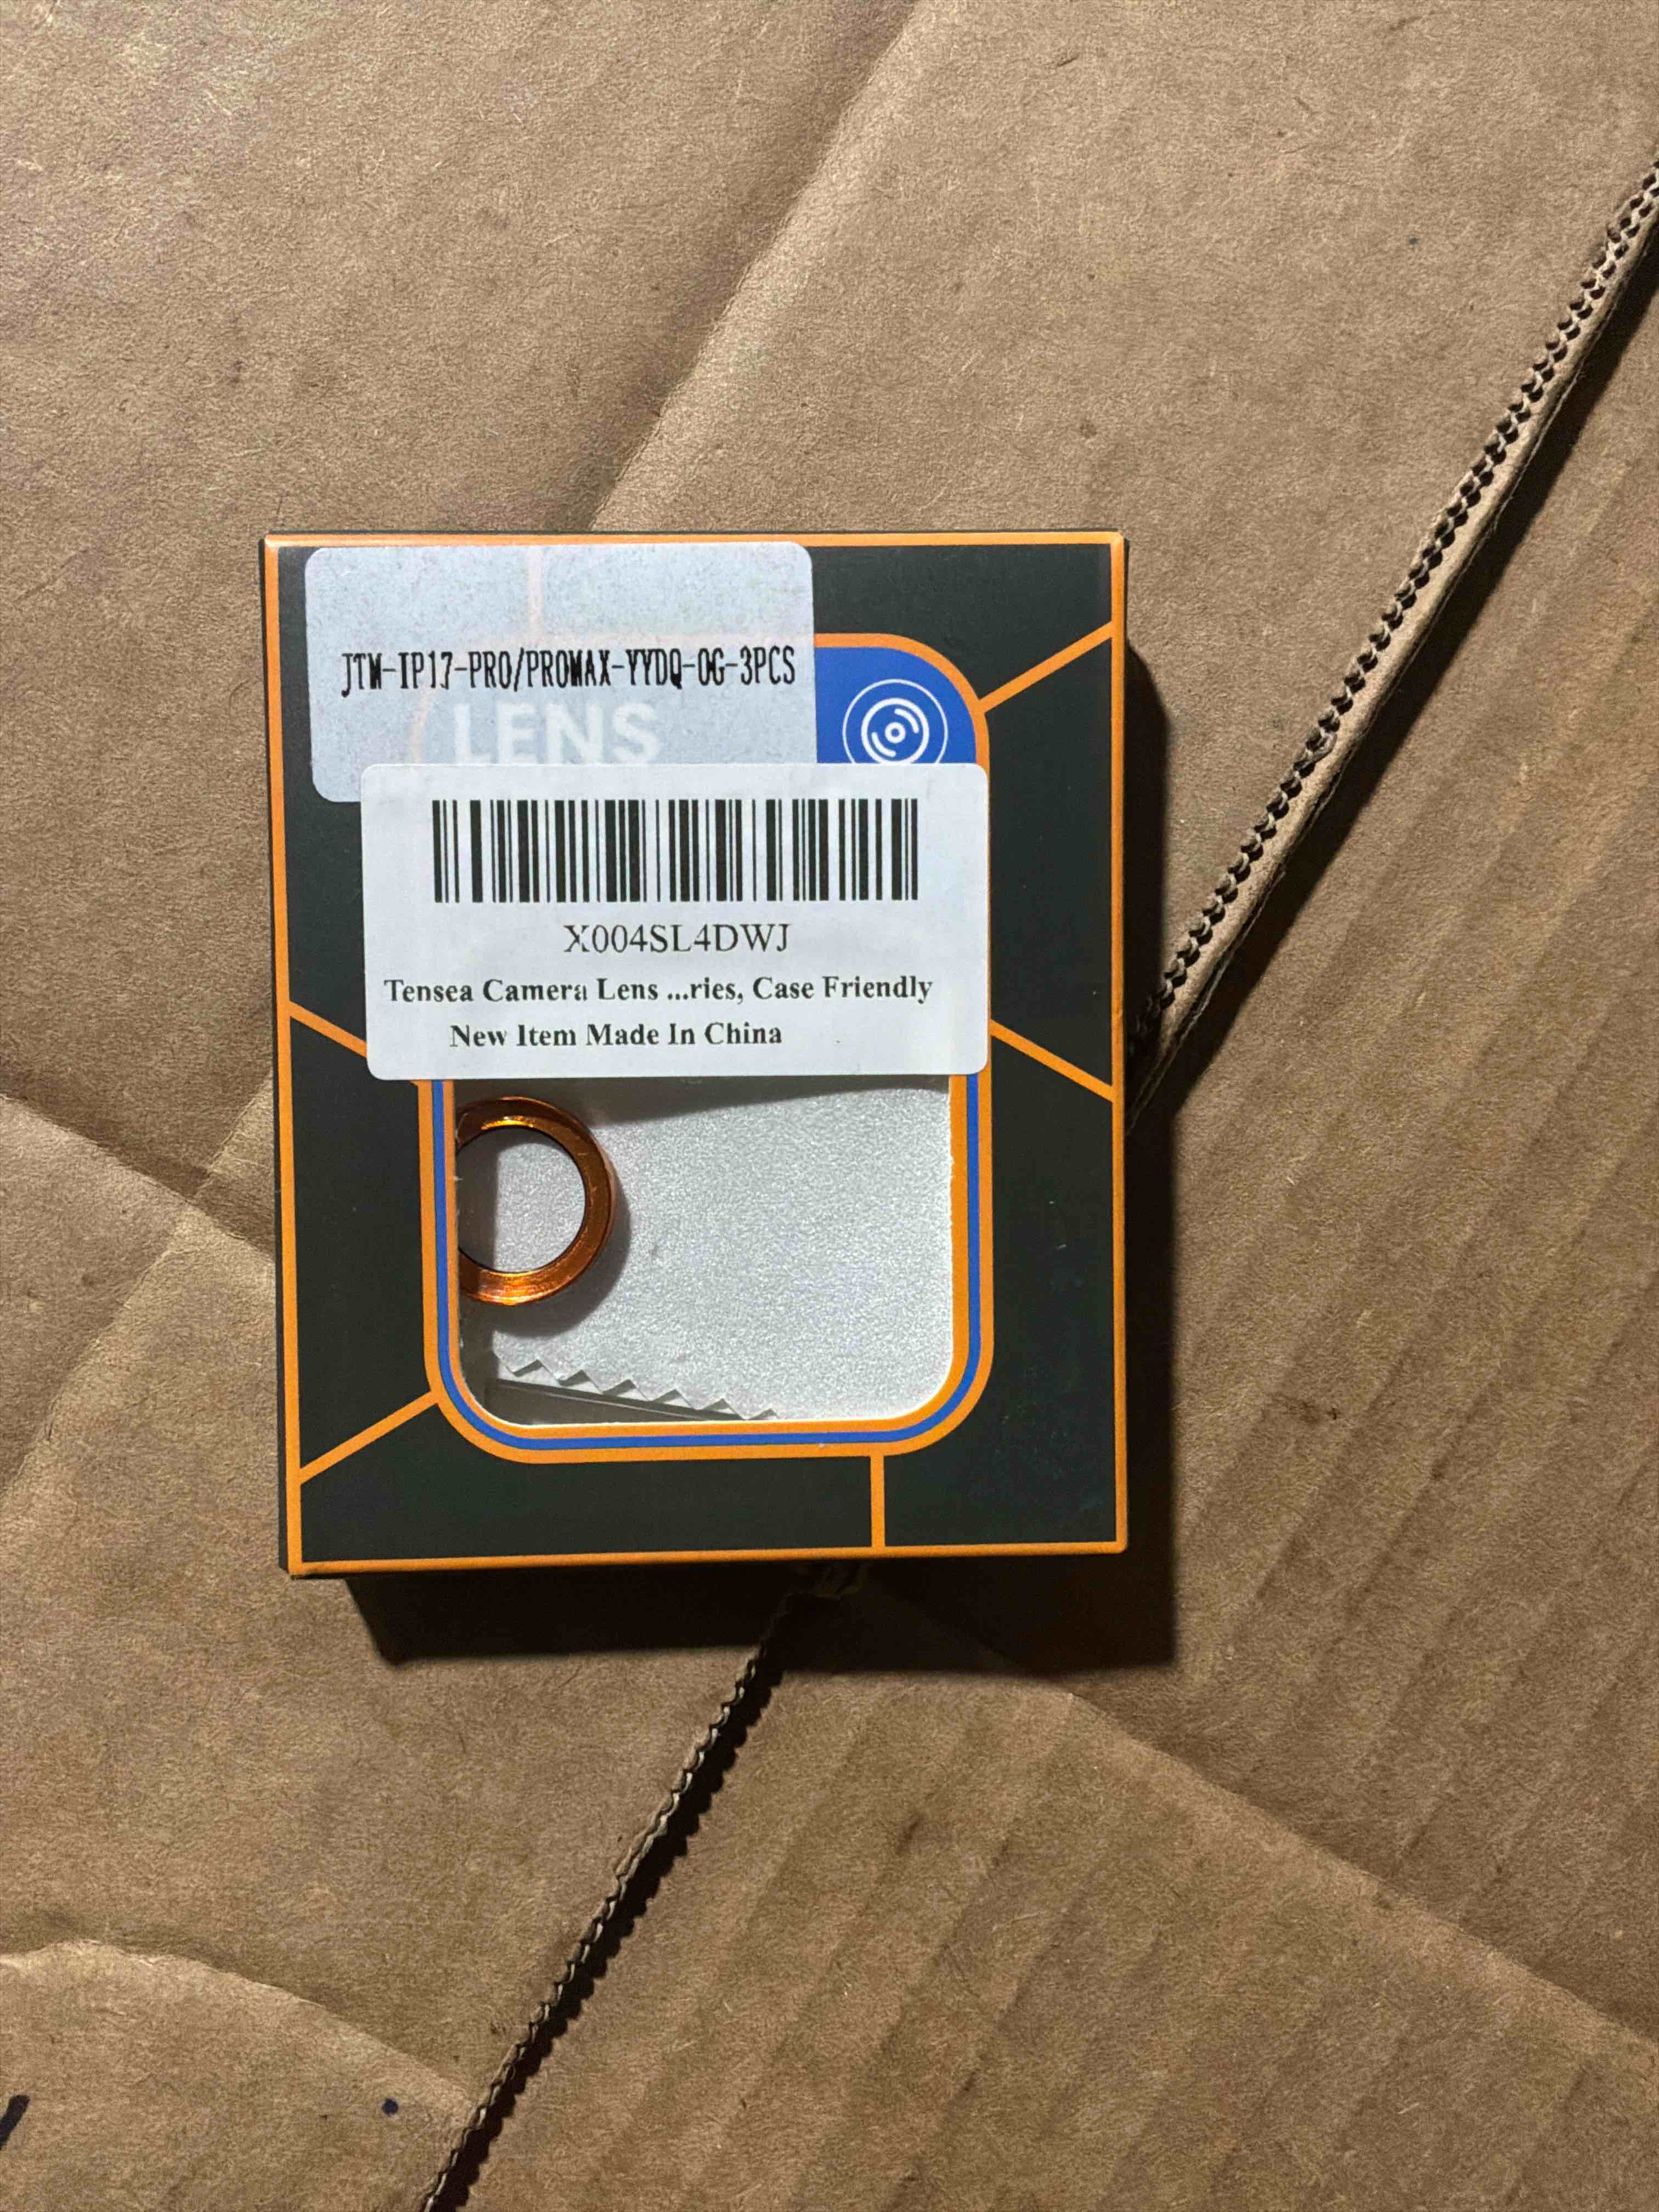 JTM-IP17-PRO/PROMAX-YYDQ-OG-3PCS
LENS
X004SL4DWJ
Tensea Camera Lens ...ries, Case Friendly
New Item Made In China